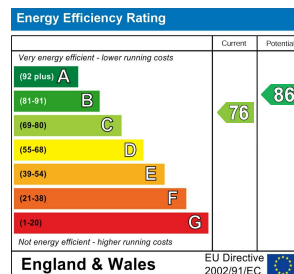 Energy Efficiency Rating
Current Potential
Very energy efficient - lower running costs
(92 plus) A
(81-91) B
(69-80) C
(55-68) D
(39-54) E
(21-38) F
(1-20) G
76
86
Not energy efficient - higher running costs
England & Wales
EU Directive
2002/91/EC